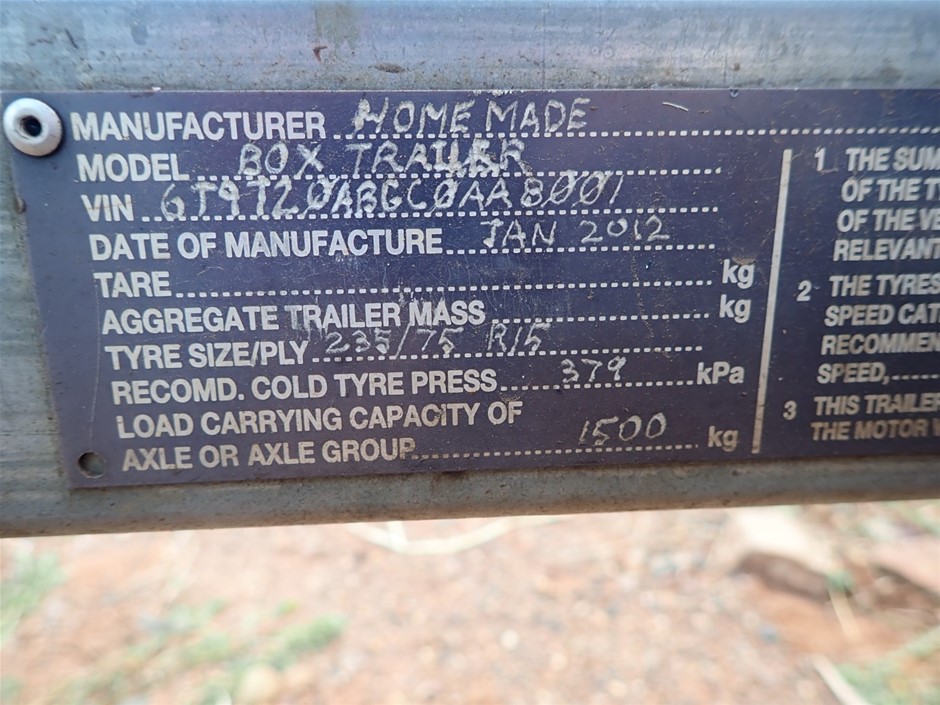 MANUFACTURER HOME MADE
MODEL BOX TRAILER
VIN 6T9T20ABGC0AAB001
DATE OF MANUFACTURE JAN 2012
TARE kg
AGGREGATE TRAILER MASS kg
TYRE SIZE/PLY 235/75 R15
RECOMD. COLD TYRE PRESS 379 kPa
LOAD CARRYING CAPACITY OF
AXLE OR AXLE GROUP 1500 kg
1 THE SUM
OF THE
OF THE
RELEVANT
2 THE TYRES
SPEED
RECOMMEN
SPEED,
3 THIS TRAILER
THE MOTOR